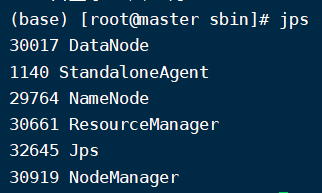 (base) [root@master sbin]# jps
30017 DataNode
1140 StandaloneAgent
29764 NameNode
30661 ResourceManager
32645 Jps
30919 NodeManager